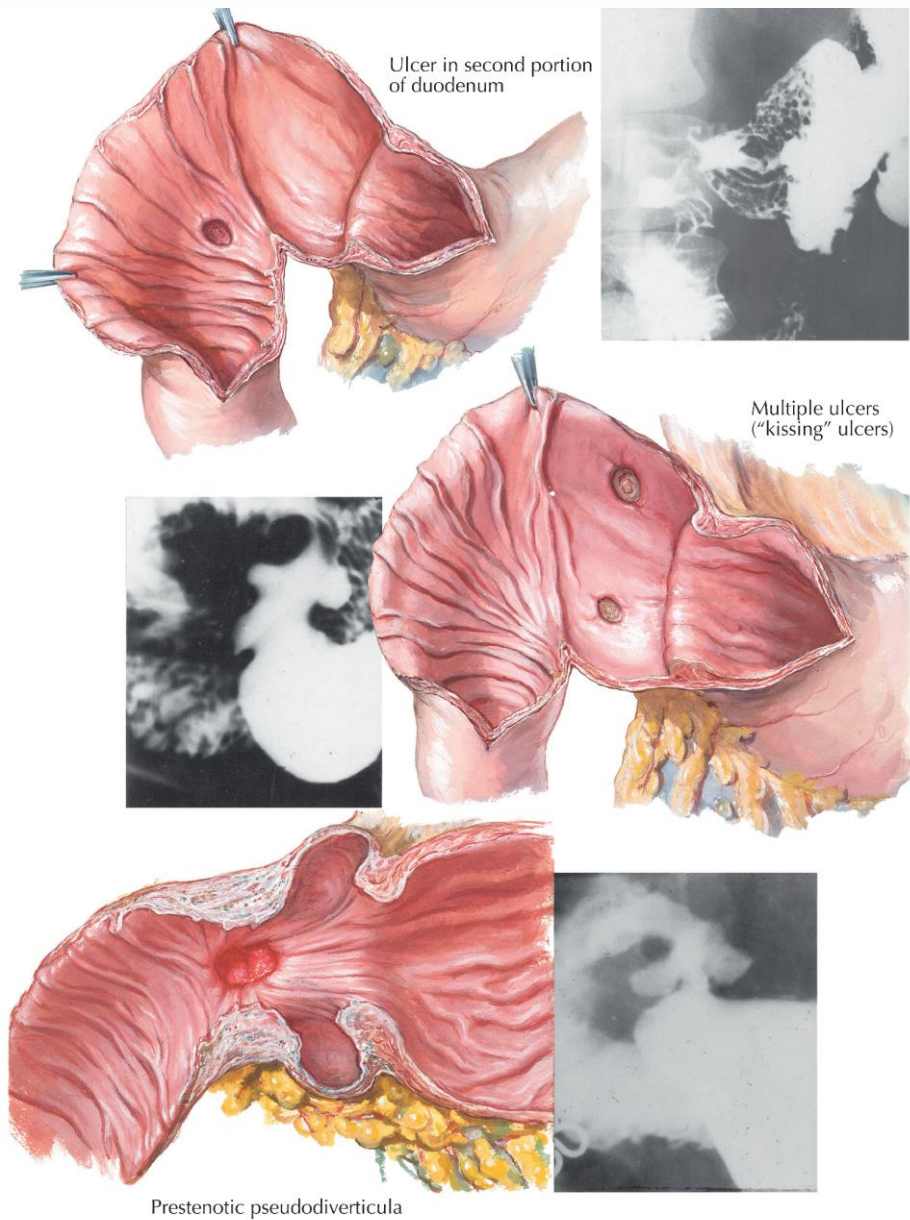 Ulcer in second portion
of duodenum
Multiple ulcers
(“kissing” ulcers)
Prestenotic pseudodiverticula